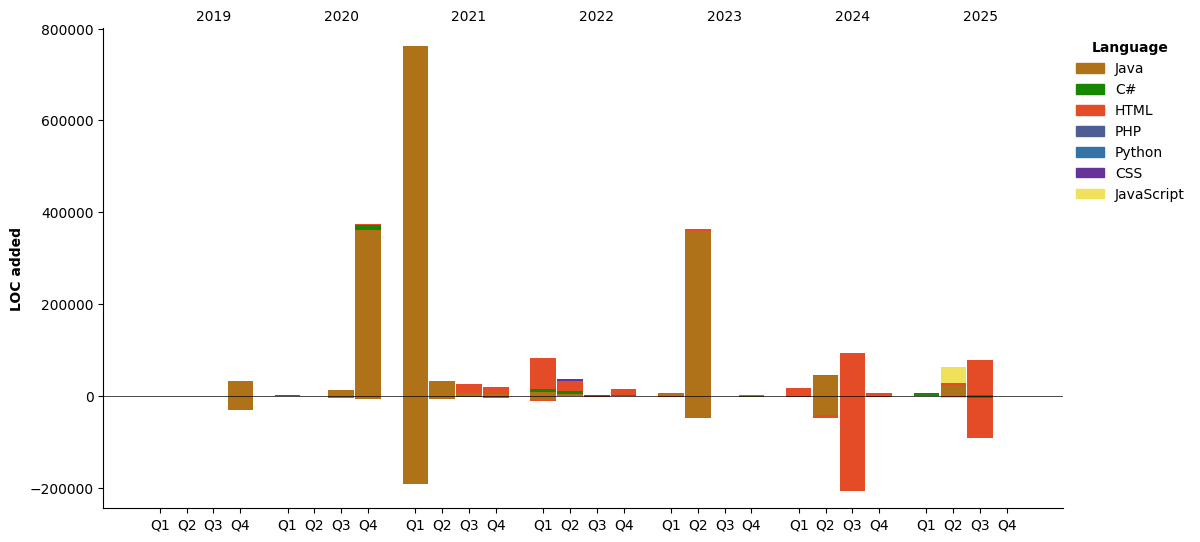 2019 2020 2021 2022 2023 2024 2025
800000
600000
400000
200000
0
−200000
LOC added
Language
Java
C#
HTML
PHP
Python
CSS
JavaScript
Q1 Q2 Q3 Q4 Q1 Q2 Q3 Q4 Q1 Q2 Q3 Q4 Q1 Q2 Q3 Q4 Q1 Q2 Q3 Q4 Q1 Q2 Q3 Q4 Q1 Q2 Q3 Q4